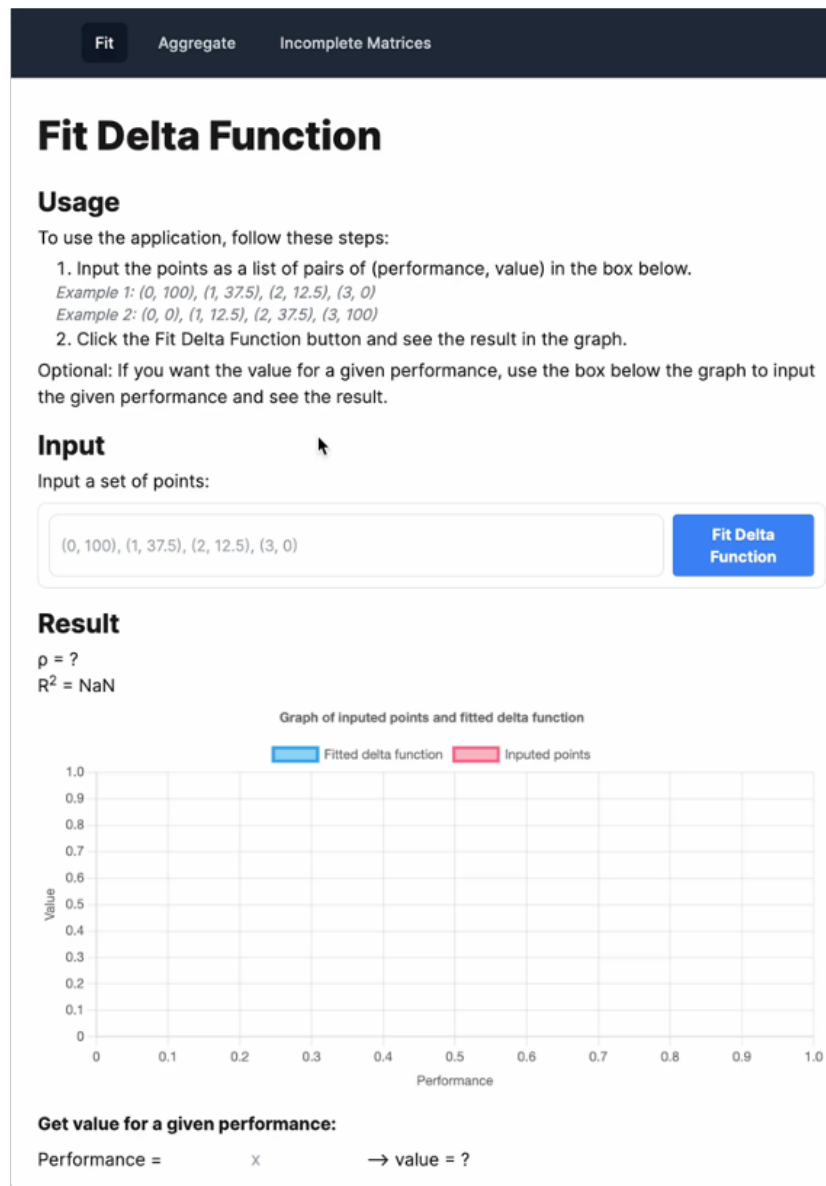 Fit Aggregate Incomplete Matrices
Fit Delta Function
Usage
To use the application, follow these steps:
1. Input the points as a list of pairs of (performance, value) in the box below.
Example 1: (0, 100), (1, 37.5), (2, 12.5), (3, 0)
Example 2: (0, 0), (1, 12.5), (2, 37.5), (3, 100)
2. Click the Fit Delta Function button and see the result in the graph.
Optional: If you want the value for a given performance, use the box below the graph to input
the given performance and see the result.
Input
Input a set of points:
(0, 100), (1, 37.5), (2, 12.5), (3, 0)
Fit Delta
Function
Result
ρ = ?
R² = NaN
Graph of inputed points and fitted delta function
Fitted delta function Inputed points
1.0
0.9
0.8
0.7
0.6
0.5
0.4
0.3
0.2
0.1
0
Value
0 0.1 0.2 0.3 0.4 0.5 0.6 0.7 0.8 0.9 1.0
Performance
Get value for a given performance:
Performance = x → value = ?